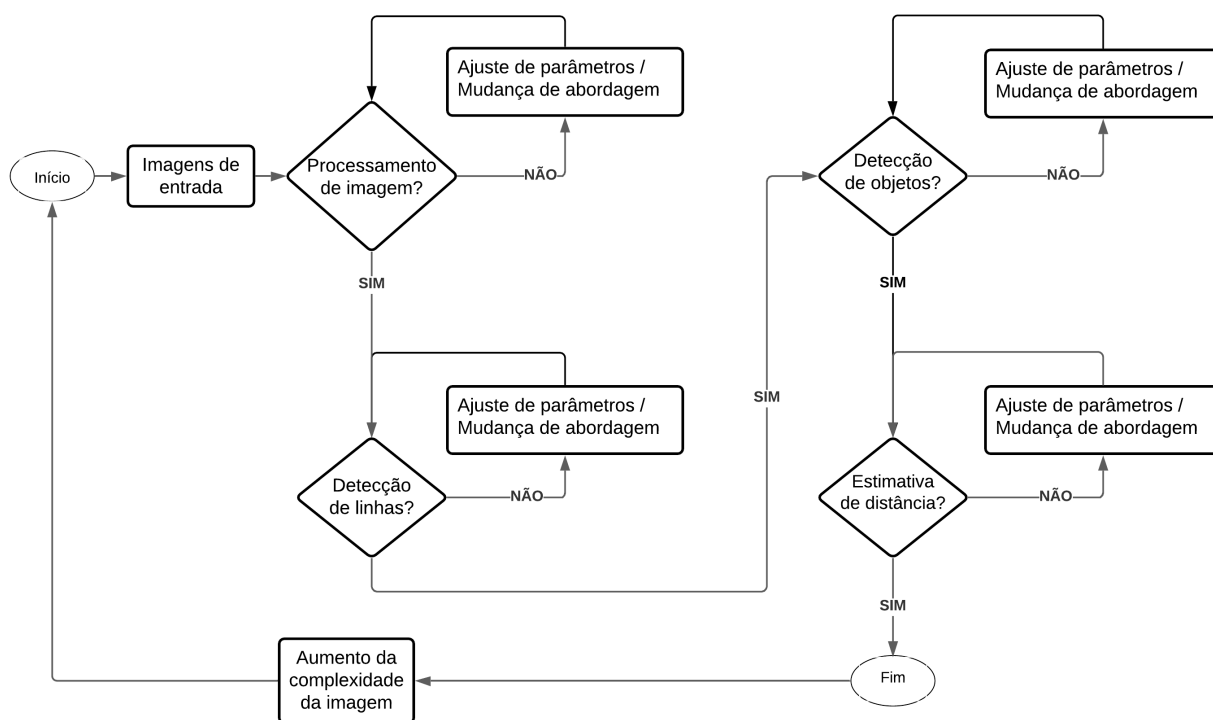 Início
Imagens de
entrada
Processamento
de imagem?
NÃO
Ajuste de parâmetros /
Mudança de abordagem
SIM
Detecção
de linhas?
NÃO
Ajuste de parâmetros /
Mudança de abordagem
SIM
Detecção
de objetos?
NÃO
Ajuste de parâmetros /
Mudança de abordagem
SIM
Estimativa
de distância?
NÃO
Ajuste de parâmetros /
Mudança de abordagem
SIM
Fim
Aumento da
complexidade
da imagem